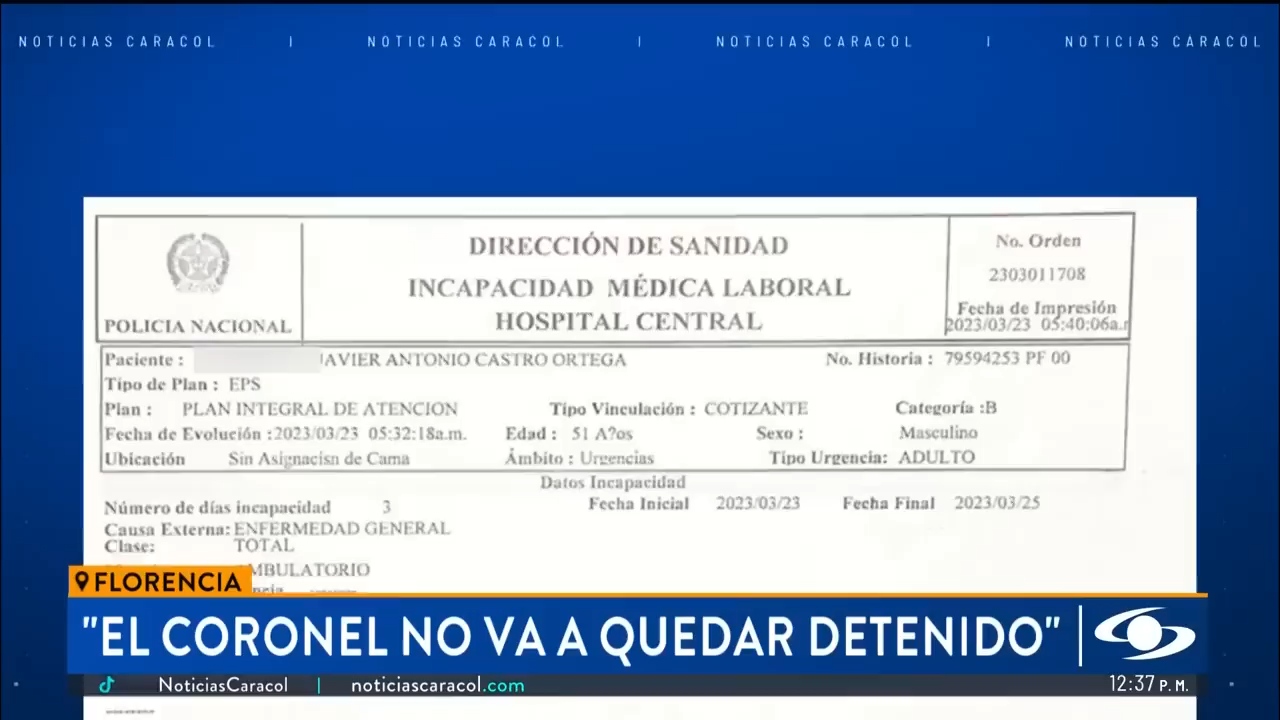 NOTICIAS CARACOL | NOTICIAS CARACOL | NOTICIAS CARACOL | NOTICIAS CARACOL
DIRECCIÓN DE SANIDAD
INCAPACIDAD MÉDICA LABORAL
HOSPITAL CENTRAL
POLICIA NACIONAL
No. Orden
2303011708
Fecha de Impresión
2023/03/23 05:40:06a.
Paciente : JAVIER ANTONIO CASTRO ORTEGA No. Historia : 79594253 PF 00
Tipo de Plan : EPS
Plan : PLAN INTEGRAL DE ATENCION Tipo Vinculación : COTIZANTE Categoría :B
Fecha de Evolución :2023/03/23 05:32:18a.m. Edad : 51 A?os Sexo : Masculino
Ubicación Sin Asignacisn de Cama Ámbito : Urgencias Tipo Urgencia: ADULTO
Datos Incapacidad
Número de días incapacidad 3 Fecha Inicial 2023/03/23 Fecha Final 2023/03/25
Causa Externa: ENFERMEDAD GENERAL
Clase: TOTAL
MBULATORIO
FLORENCIA
"EL CORONEL NO VA A QUEDAR DETENIDO"
NoticiasCaracol | noticiascaracol.com 12:37 P. M.